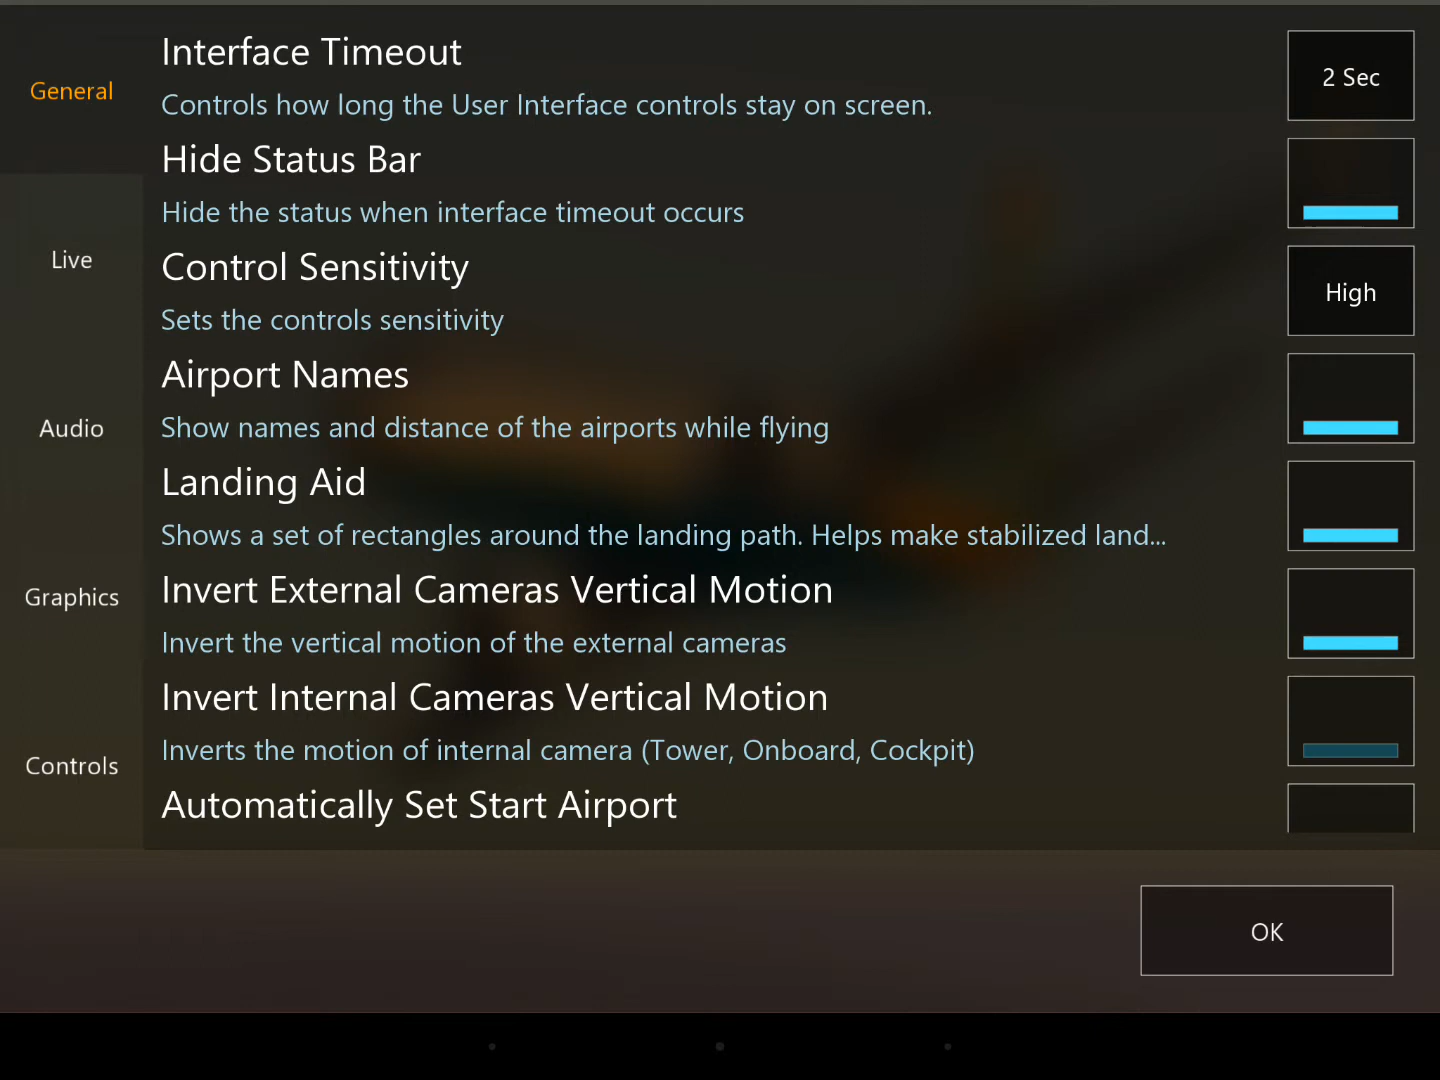 General
Live
Audio
Graphics
Controls
Interface Timeout
Controls how long the User Interface controls stay on screen.
2 Sec
Hide Status Bar
Hide the status when interface timeout occurs
Control Sensitivity
Sets the controls sensitivity
High
Airport Names
Show names and distance of the airports while flying
Landing Aid
Shows a set of rectangles around the landing path. Helps make stabilized land...
Invert External Cameras Vertical Motion
Invert the vertical motion of the external cameras
Invert Internal Cameras Vertical Motion
Inverts the motion of internal camera (Tower, Onboard, Cockpit)
Automatically Set Start Airport
OK